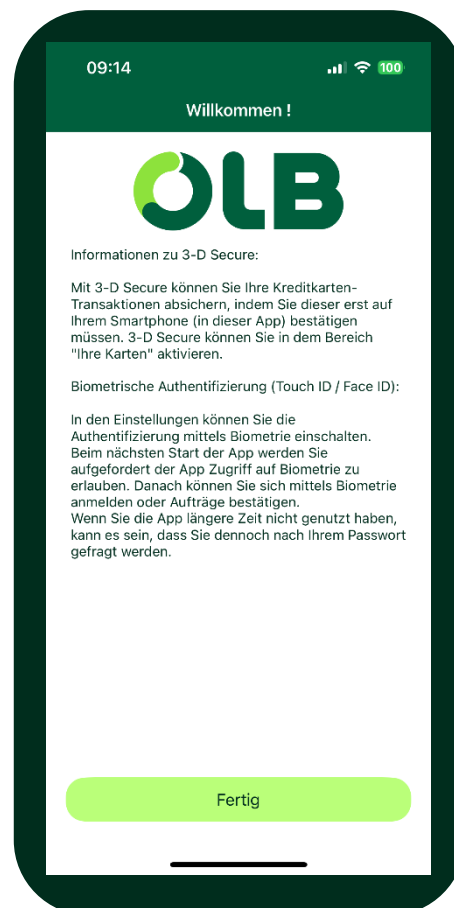 09:14
100
Willkommen !
OLB
Informationen zu 3-D Secure:
Mit 3-D Secure können Sie Ihre Kreditkarten-
Transaktionen absichern, indem Sie dieser erst auf
Ihrem Smartphone (in dieser App) bestätigen
müssen. 3-D Secure können Sie in dem Bereich
"Ihre Karten" aktivieren.
Biometrische Authentifizierung (Touch ID / Face ID):
In den Einstellungen können Sie die
Authentifizierung mittels Biometrie einschalten.
Beim nächsten Start der App werden Sie
aufgefordert der App Zugriff auf Biometrie zu
erlauben. Danach können Sie sich mittels Biometrie
anmelden oder Aufträge bestätigen.
Wenn Sie die App längere Zeit nicht genutzt haben,
kann es sein, dass Sie dennoch nach Ihrem Passwort
gefragt werden.
Fertig